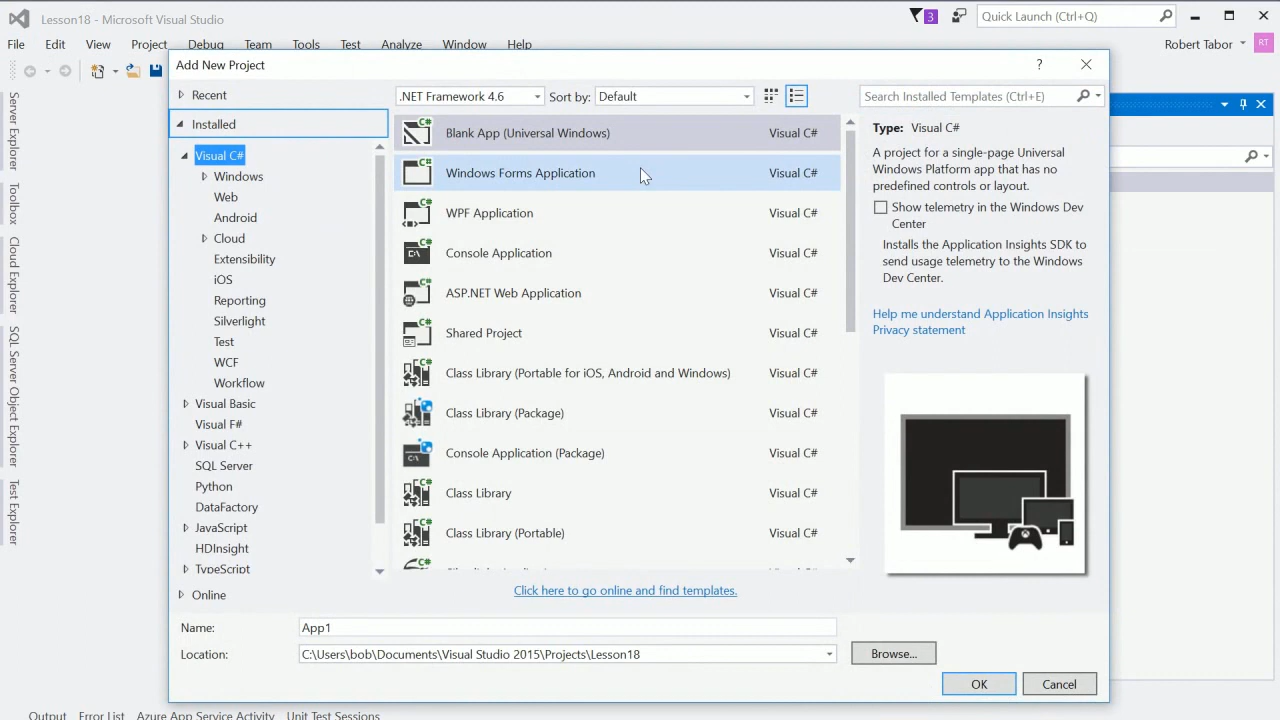 Lesson18 - Microsoft Visual Studio
3
Quick Launch (Ctrl+Q)
File Edit View Project Debug Team Tools Test Analyze Window Help
Robert Tabor
RT
Server Explorer
Toolbox
Cloud Explorer
SQL Server Object Explorer
Test Explorer
Add New Project
?
Recent
Installed
Visual C#
Windows
Web
Android
Cloud
Extensibility
iOS
Reporting
Silverlight
Test
WCF
Workflow
Visual Basic
Visual F#
Visual C++
SQL Server
Python
DataFactory
JavaScript
HDInsight
TypeScript
Online
.NET Framework 4.6
Sort by: Default
Search Installed Templates (Ctrl+E)
Blank App (Universal Windows) Visual C#
Windows Forms Application Visual C#
WPF Application Visual C#
Console Application Visual C#
ASP.NET Web Application Visual C#
Shared Project Visual C#
Class Library (Portable for iOS, Android and Windows) Visual C#
Class Library (Package) Visual C#
Console Application (Package) Visual C#
Class Library Visual C#
Class Library (Portable) Visual C#
Click here to go online and find templates.
Type: Visual C#
A project for a single-page Universal
Windows Platform app that has no
predefined controls or layout.
Show telemetry in the Windows Dev
Center
Installs the Application Insights SDK to
send usage telemetry to the Windows
Dev Center.
Help me understand Application Insights
Privacy statement
Name: App1
Location: C:\Users\bob\Documents\Visual Studio 2015\Projects\Lesson18
Browse...
OK
Cancel
Output Error List Azure App Service Activity Unit Test Sessions